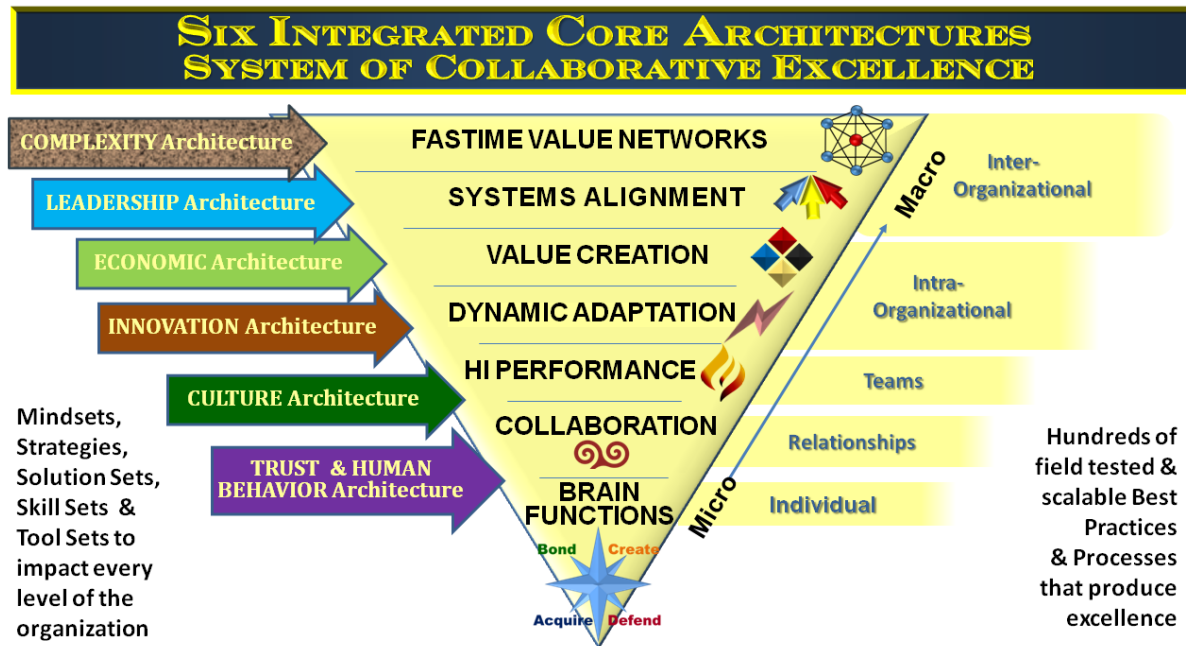 SIX INTEGRATED CORE ARCHITECTURES
SYSTEM OF COLLABORATIVE EXCELLENCE
COMPLEXITY Architecture
LEADERSHIP Architecture
ECONOMIC Architecture
INNOVATION Architecture
CULTURE Architecture
TRUST & HUMAN
BEHAVIOR Architecture
Mindsets,
Strategies,
Solution Sets,
Skill Sets &
Tool Sets to
impact every
level of the
organization
FASTIME VALUE NETWORKS
SYSTEMS ALIGNMENT
VALUE CREATION
DYNAMIC ADAPTATION
HI PERFORMANCE
COLLABORATION
BRAIN
FUNCTIONS
Bond Create
Acquire Defend
Macro
Micro
Inter-
Organizational
Intra-
Organizational
Teams
Relationships
Individual
Hundreds of
field tested &
scalable Best
Practices
& Processes
that produce
excellence